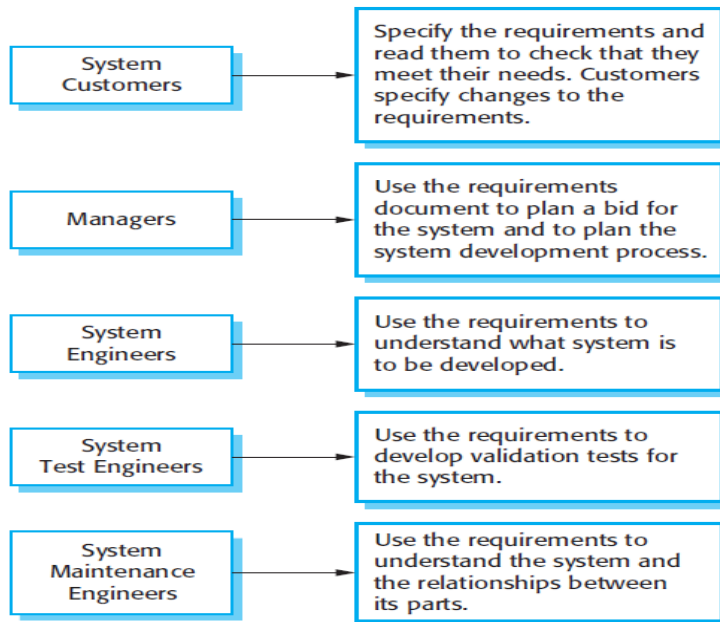 System
Customers
Specify the requirements and
read them to check that they
meet their needs. Customers
specify changes to the
requirements.
Managers
Use the requirements
document to plan a bid for
the system and to plan the
system development process.
System
Engineers
Use the requirements to
understand what system is
to be developed.
System
Test Engineers
Use the requirements to
develop validation tests for
the system.
System
Maintenance
Engineers
Use the requirements to
understand the system and
the relationships between
its parts.